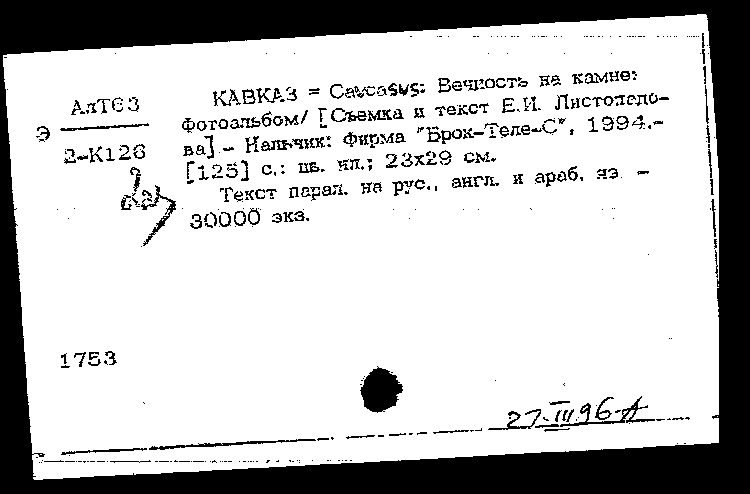 АлТ63
Э
2-К126
КАВКАЗ = Caucasus: Вечность на камне:
Фотоальбом/ [Съемка и текст Е.И. Листопадо-
ва].- Нальчик: Фирма "Брок-Теле-С", 1994.-
[125] с.: цв. ил.; 23х29 см.
Текст парал. на рус., англ. и араб. яз. -
30000 экз.
1753
27.III 96